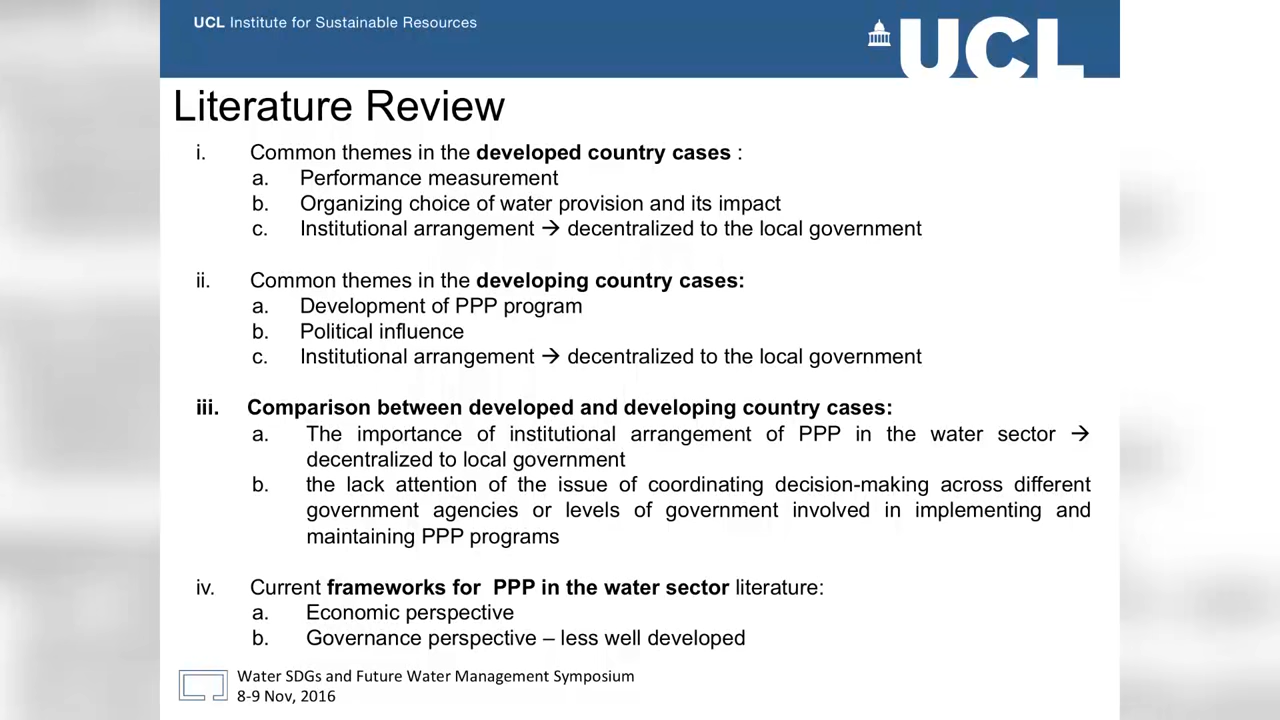 UCL Institute for Sustainable Resources
UCL
Literature Review
i. Common themes in the developed country cases :
a. Performance measurement
b. Organizing choice of water provision and its impact
c. Institutional arrangement → decentralized to the local government
ii. Common themes in the developing country cases:
a. Development of PPP program
b. Political influence
c. Institutional arrangement → decentralized to the local government
iii. Comparison between developed and developing country cases:
a. The importance of institutional arrangement of PPP in the water sector →
decentralized to local government
b. the lack attention of the issue of coordinating decision-making across different
government agencies or levels of government involved in implementing and
maintaining PPP programs
iv. Current frameworks for PPP in the water sector literature:
a. Economic perspective
b. Governance perspective – less well developed
Water SDGs and Future Water Management Symposium
8-9 Nov, 2016